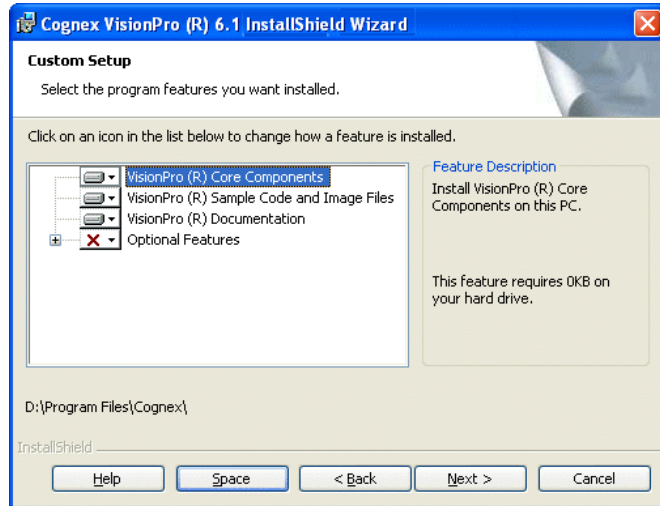 Cognex VisionPro (R) 6.1 InstallShield Wizard
Custom Setup
Select the program features you want installed.
Click on an icon in the list below to change how a feature is installed.
VisionPro (R) Core Components
VisionPro (R) Sample Code and Image Files
VisionPro (R) Documentation
Optional Features
Feature Description
Install VisionPro (R) Core
Components on this PC.
This feature requires 0KB on
your hard drive.
D:\Program Files\Cognex\
InstallShield
Help
Space
< Back
Next >
Cancel